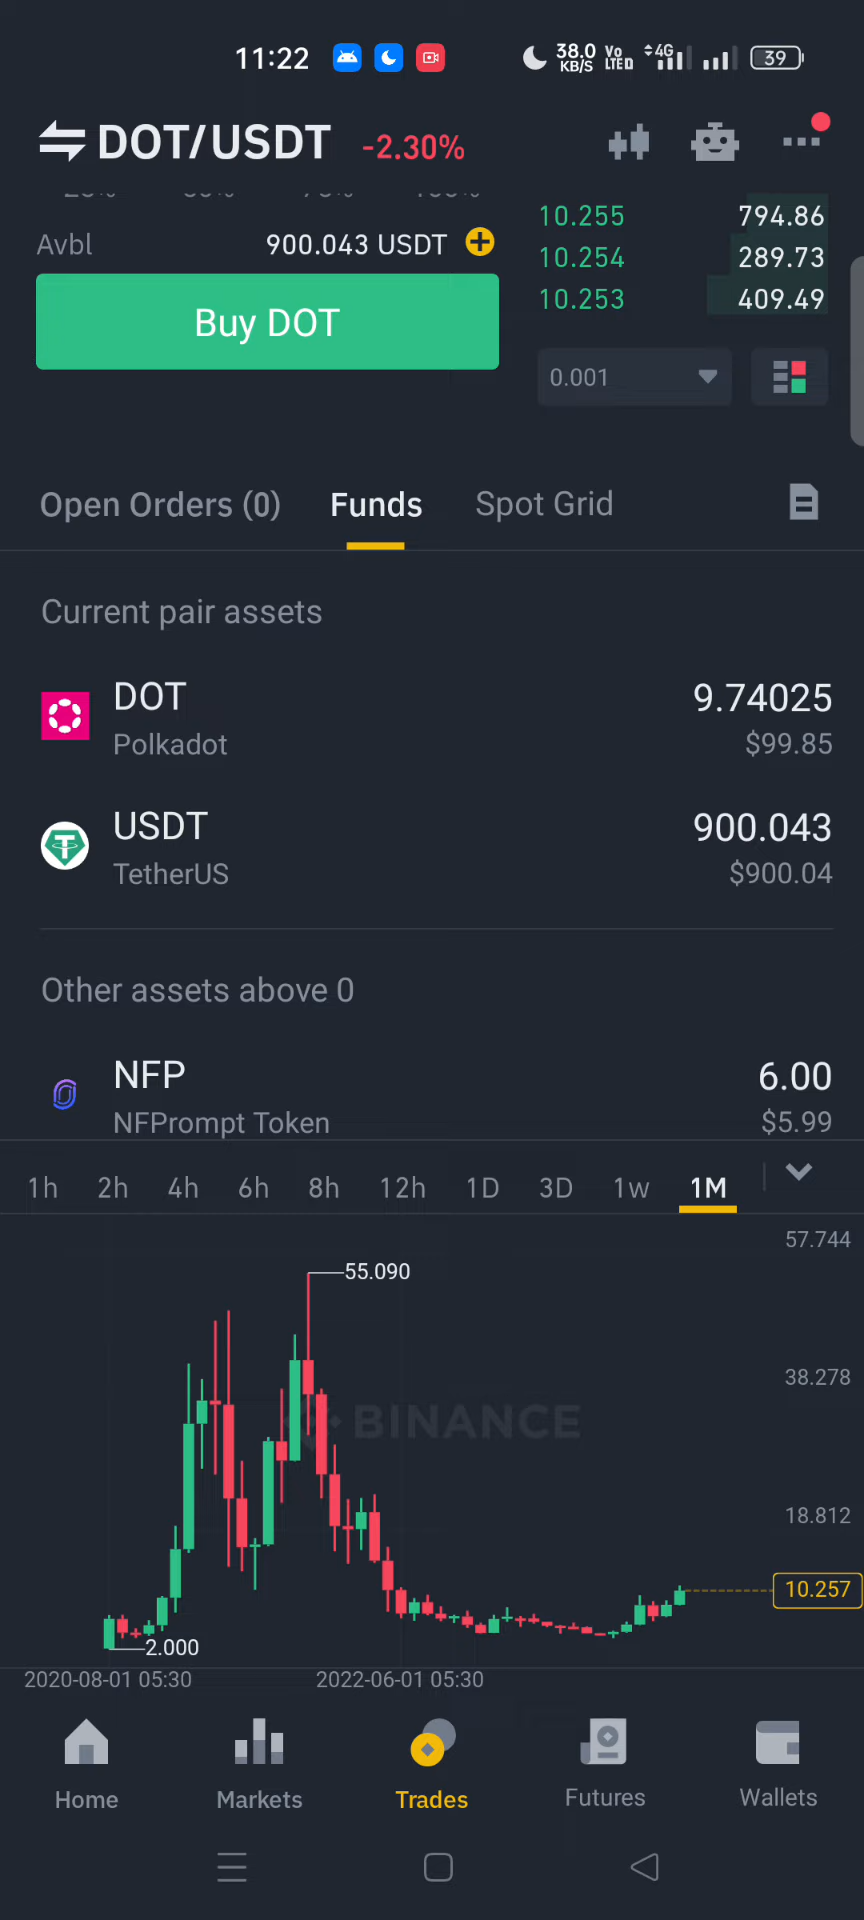 11:22 38.0 KB/S Vo LTE 4G 39
DOT/USDT -2.30%
10.255 794.86
Avbl 900.043 USDT
10.254 289.73
10.253 409.49
Buy DOT
0.001
Open Orders (0) Funds Spot Grid
Current pair assets
DOT 9.74025
Polkadot $99.85
USDT 900.043
TetherUS $900.04
Other assets above 0
NFP 6.00
NFPrompt Token $5.99
1h 2h 4h 6h 8h 12h 1D 3D 1w 1M
57.744
55.090
38.278
BINANCE
18.812
10.257
2.000
2020-08-01 05:30 2022-06-01 05:30
Home Markets Trades Futures Wallets